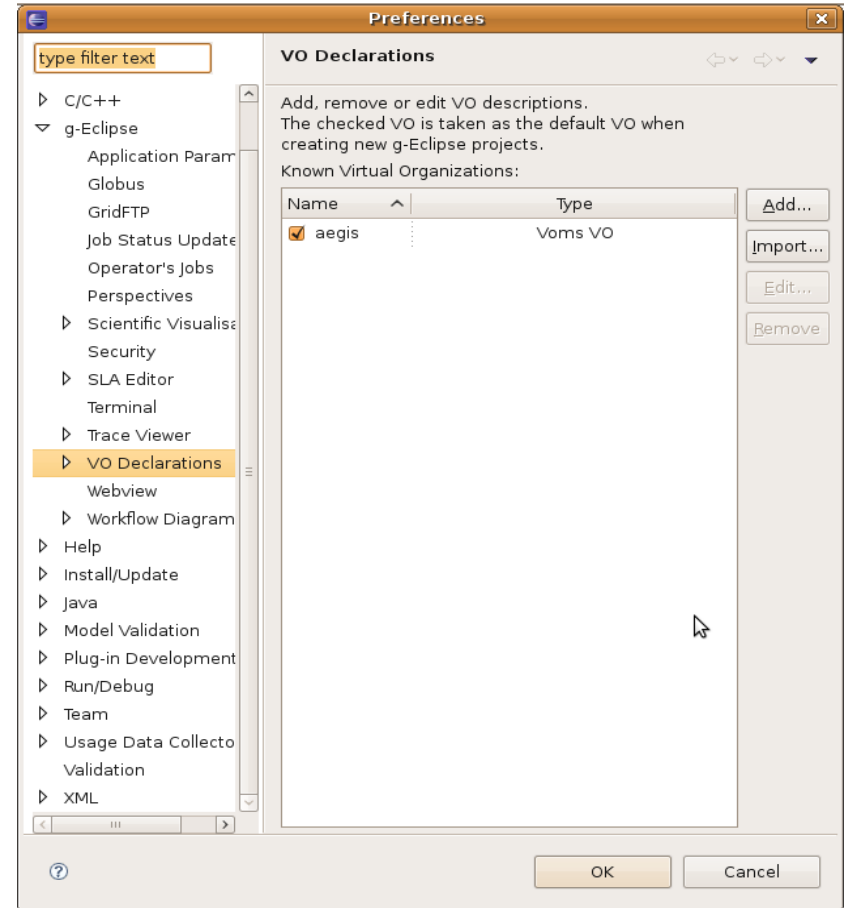 Preferences
type filter text
VO Declarations
C/C++
g-Eclipse
Application Param
Globus
GridFTP
Job Status Update
Operator's Jobs
Perspectives
Scientific Visualisa
Security
SLA Editor
Terminal
Trace Viewer
VO Declarations
Webview
Workflow Diagram
Help
Install/Update
Java
Model Validation
Plug-in Development
Run/Debug
Team
Usage Data Collecto
Validation
XML
Add, remove or edit VO descriptions.
The checked VO is taken as the default VO when
creating new g-Eclipse projects.
Known Virtual Organizations:
Name Type
aegis Voms VO
Add...
Import...
Edit...
Remove
OK Cancel